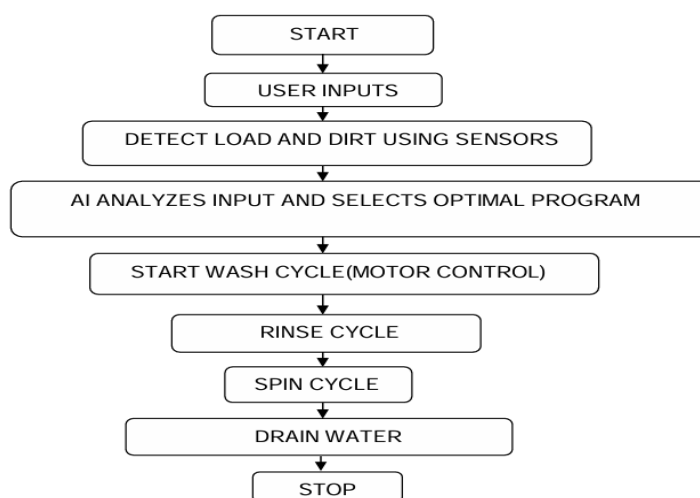 START
USER INPUTS
DETECT LOAD AND DIRT USING SENSORS
AI ANALYZES INPUT AND SELECTS OPTIMAL PROGRAM
START WASH CYCLE(MOTOR CONTROL)
RINSE CYCLE
SPIN CYCLE
DRAIN WATER
STOP